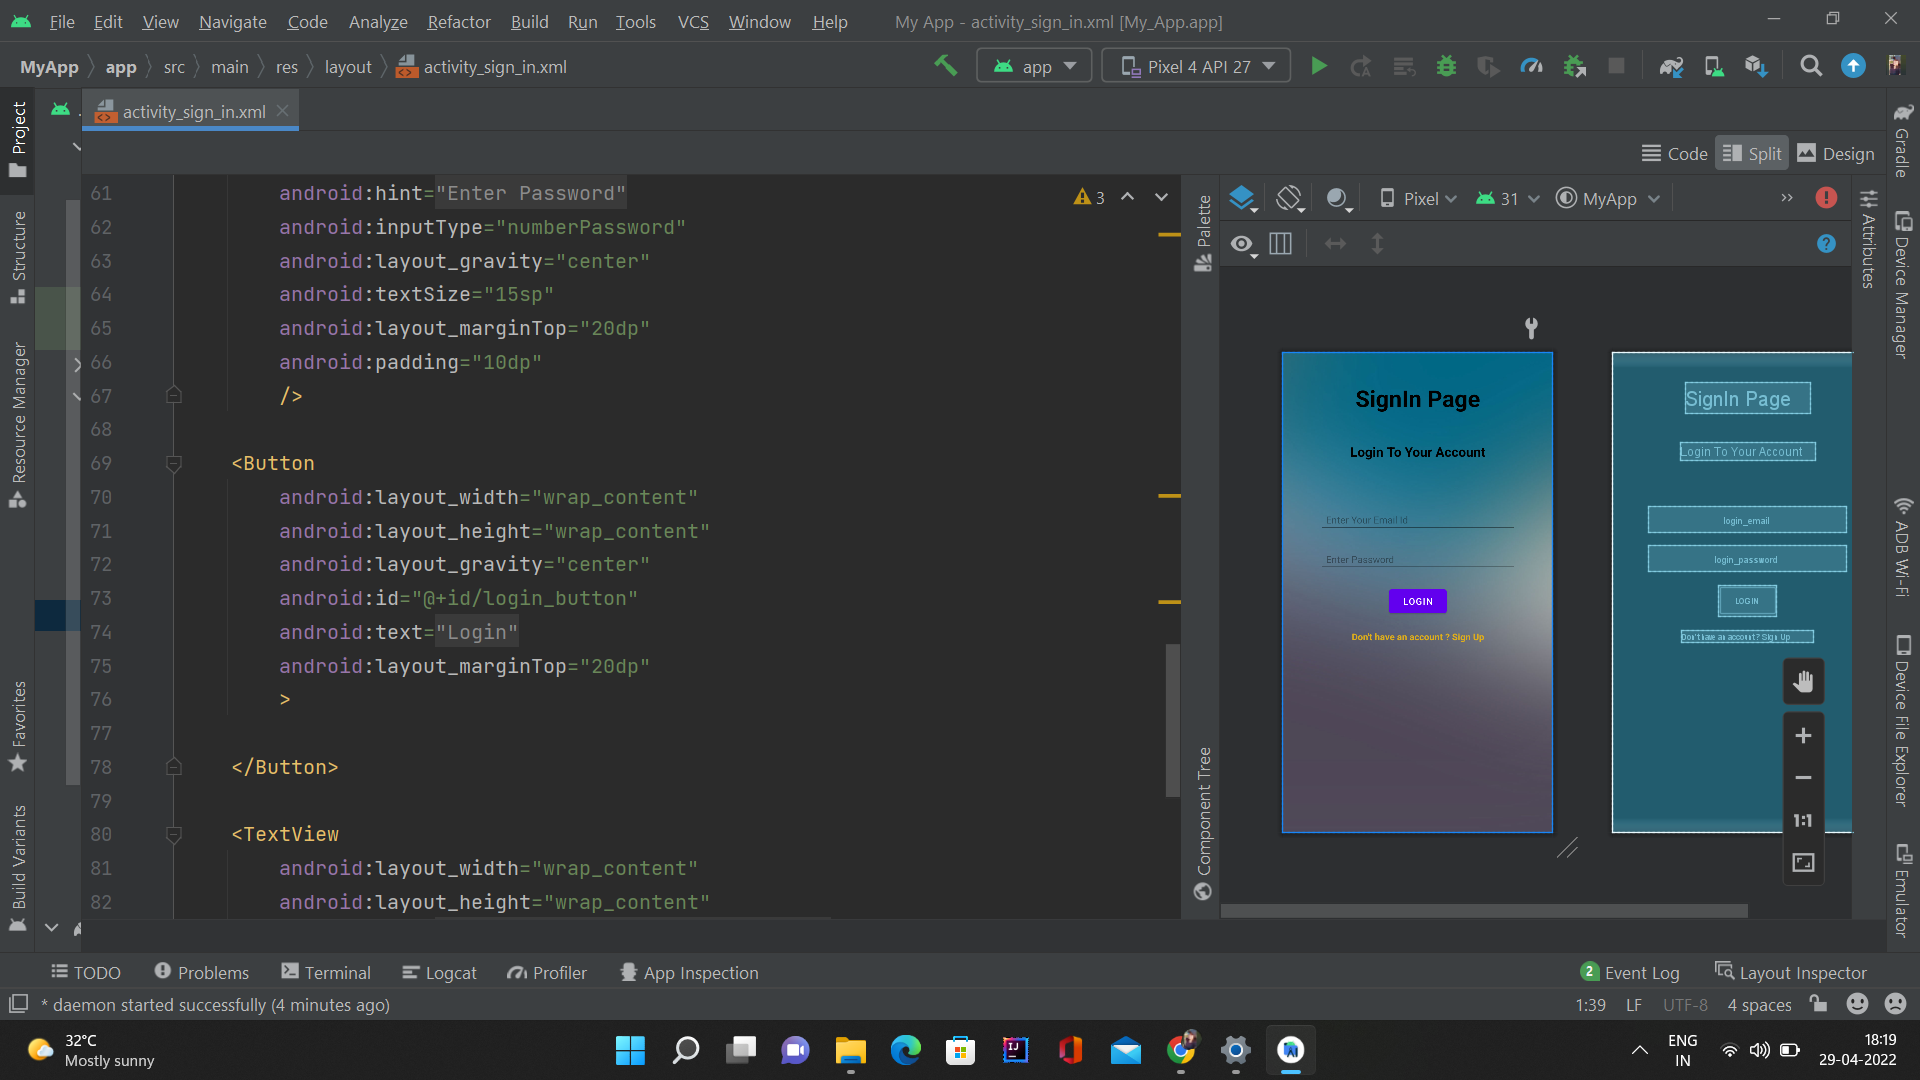 File Edit View Navigate Code Analyze Refactor Build Run Tools VCS Window Help My App - activity_sign_in.xml [My_App.app]
MyApp app src main res layout activity_sign_in.xml app Pixel 4 API 27
activity_sign_in.xml
Code Split Design
Project
Structure
Resource Manager
Favorites
Build Variants
61 android:hint="Enter Password"
62 android:inputType="numberPassword"
63 android:layout_gravity="center"
64 android:textSize="15sp"
65 android:layout_marginTop="20dp"
66 android:padding="10dp"
67 />
68
69 <Button
70 android:layout_width="wrap_content"
71 android:layout_height="wrap_content"
72 android:layout_gravity="center"
73 android:id="@+id/login_button"
74 android:text="Login"
75 android:layout_marginTop="20dp"
76 >
77
78 </Button>
79
80 <TextView
81 android:layout_width="wrap_content"
82 android:layout_height="wrap_content"
3
Palette
Component Tree
Pixel 31 MyApp
SignIn Page
Login To Your Account
Enter Your Email Id
Enter Password
LOGIN
Don't have an account ? Sign Up
SignIn Page
Login To Your Account
login_email
login_password
LOGIN
Don't have an account? Sign Up
1:1
Attributes
Gradle
Device Manager
ADB Wi-Fi
Device File Explorer
Emulator
TODO Problems Terminal Logcat Profiler App Inspection 2 Event Log Layout Inspector
* daemon started successfully (4 minutes ago) 1:39 LF UTF-8 4 spaces
32°C
Mostly sunny
ENG
IN
18:19
29-04-2022